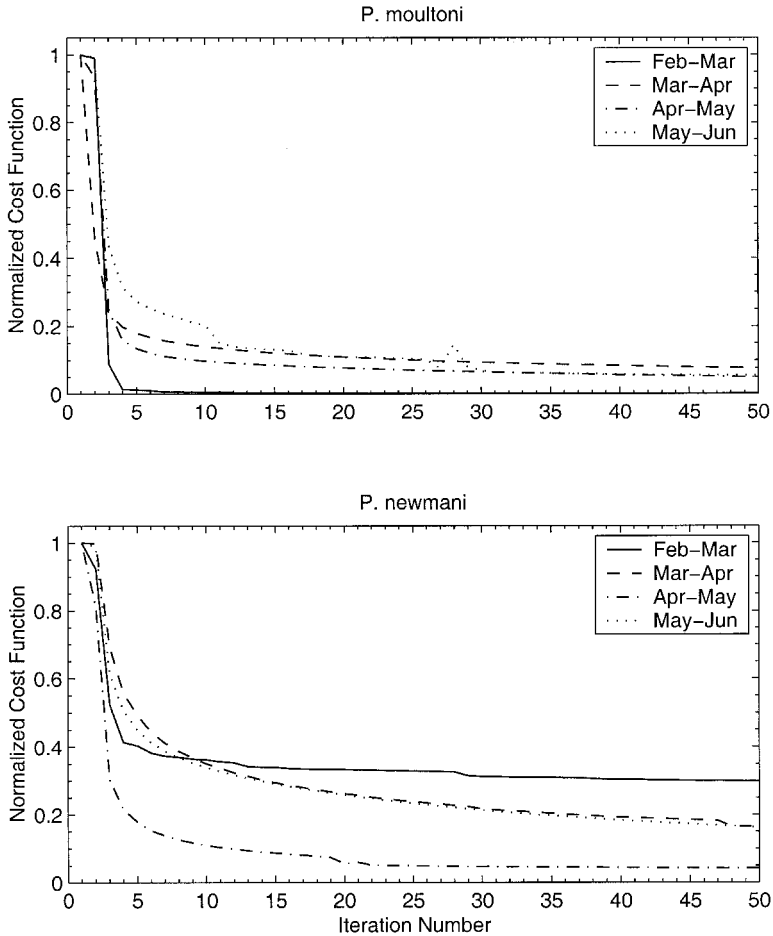 P. moultoni
Normalized Cost Function
1
0.8
0.6
0.4
0.2
0
Feb-Mar
Mar-Apr
Apr-May
May-Jun
0 5 10 15 20 25 30 35 40 45 50
P. newmani
Normalized Cost Function
1
0.8
0.6
0.4
0.2
0
Feb-Mar
Mar-Apr
Apr-May
May-Jun
0 5 10 15 20 25 30 35 40 45 50
Iteration Number